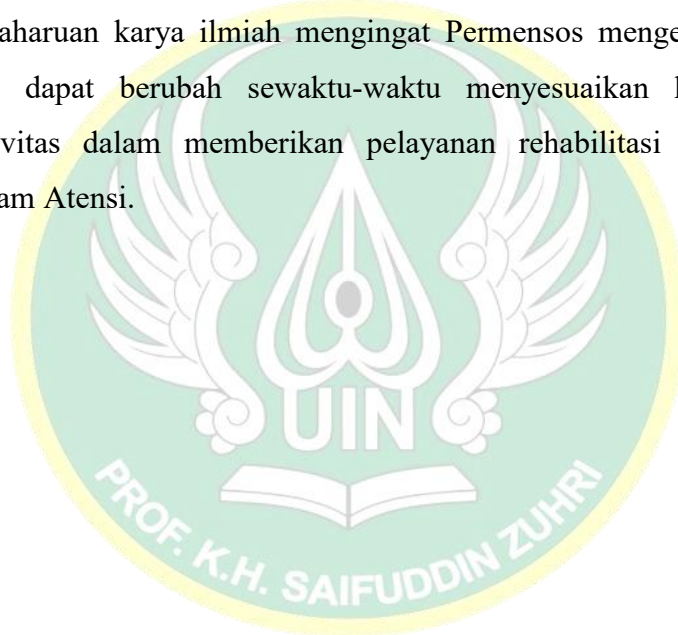 aharuan karya ilmiah mengingat Permensos menge
dapat berubah sewaktu-waktu menyesuaikan
vitas dalam memberikan pelayanan rehabilitasi
am Atensi.
UIN
PROF. K.H. SAIFUDDIN ZUHRI